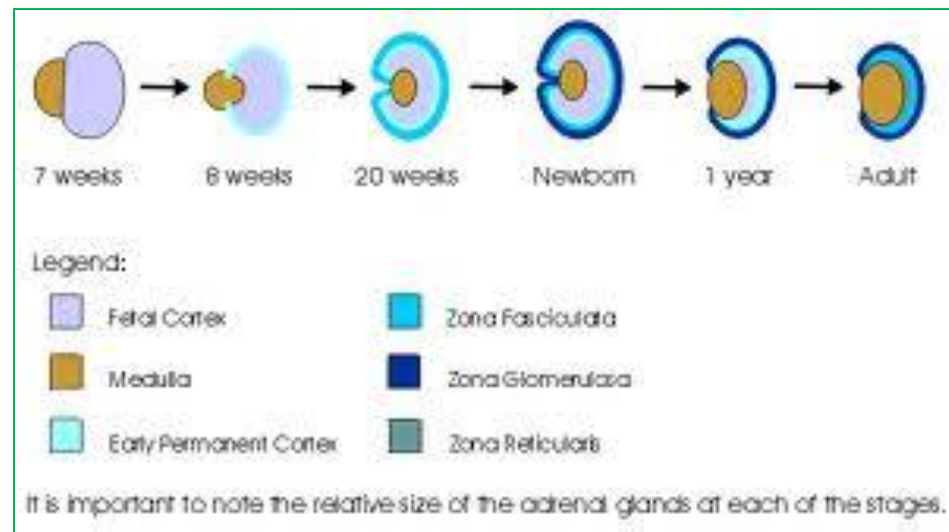 7 weeks 8 weeks 20 weeks Newborn 1 year Adult
Legend:
Fetal Cortex Zona Fasciculata
Medulla Zona Glomerulosa
Early Permanent Cortex Zona Reticularis
It is important to note the relative size of the adrenal glands at each of the stages.